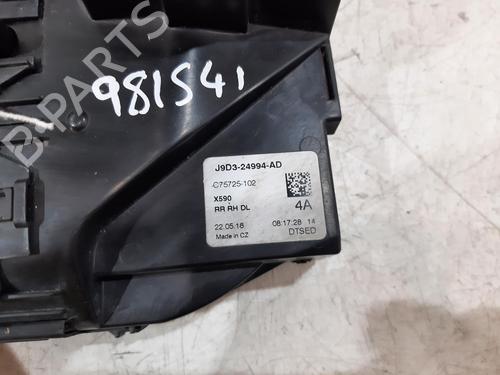 B-PARTS
981541
J9D3-24994-AD
C75725-102
X590
RR RH DL
4A
22.05.18
08:17:28 14
Made in CZ
DTSED